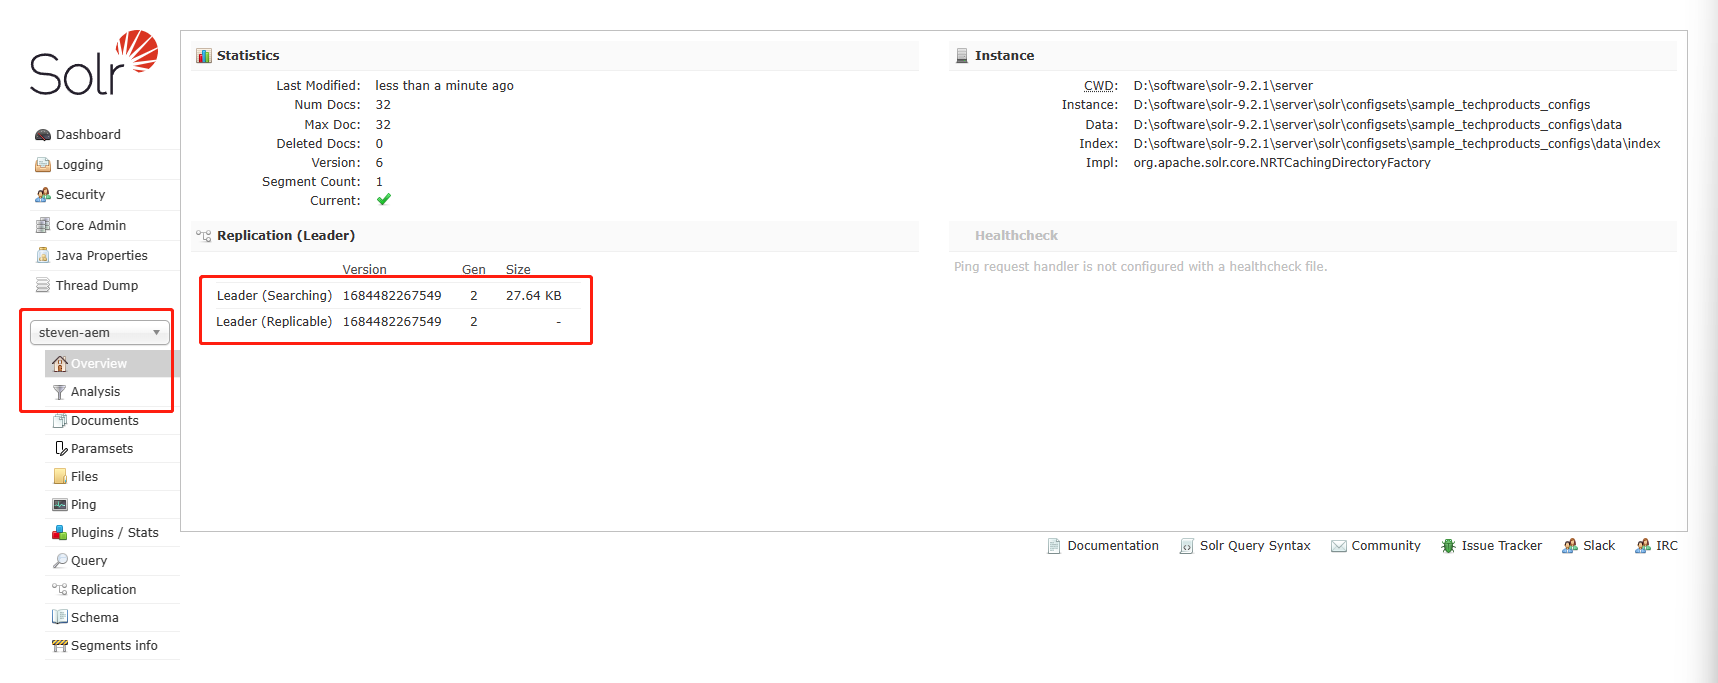 Solr
Dashboard
Logging
Security
Core Admin
Java Properties
Thread Dump
steven-aem
Overview
Analysis
Documents
Paramsets
Files
Ping
Plugins / Stats
Query
Replication
Schema
Segments info
Statistics
Last Modified: less than a minute ago
Num Docs: 32
Max Doc: 32
Deleted Docs: 0
Version: 6
Segment Count: 1
Current:
Instance
CWD: D:\software\solr-9.2.1\server
Instance: D:\software\solr-9.2.1\server\solr\configsets\sample_techproducts_configs
Data: D:\software\solr-9.2.1\server\solr\configsets\sample_techproducts_configs\data
Index: D:\software\solr-9.2.1\server\solr\configsets\sample_techproducts_configs\data\index
Impl: org.apache.solr.core.NRTCachingDirectoryFactory
Replication (Leader)
Version Gen Size
Leader (Searching) 1684482267549 2 27.64 KB
Leader (Replicable) 1684482267549 2 -
Healthcheck
Ping request handler is not configured with a healthcheck file.
Documentation Solr Query Syntax Community Issue Tracker Slack IRC